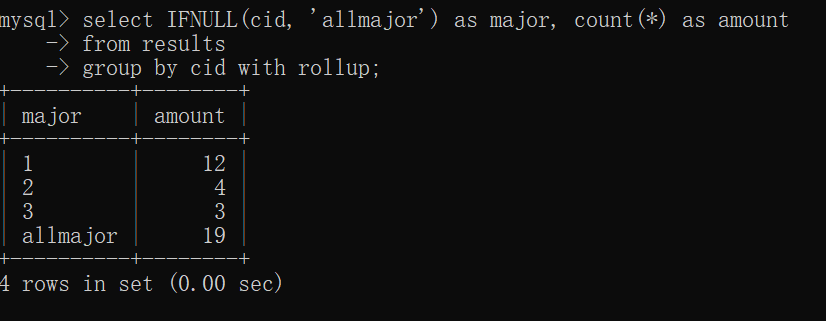 mysql> select IFNULL(cid, 'allmajor') as major, count(*) as amount
    -> from results
    -> group by cid with rollup;
+----------+--------+
| major    | amount |
+----------+--------+
| 1        |     12 |
| 2        |      4 |
| 3        |      3 |
| allmajor |     19 |
+----------+--------+
4 rows in set (0.00 sec)